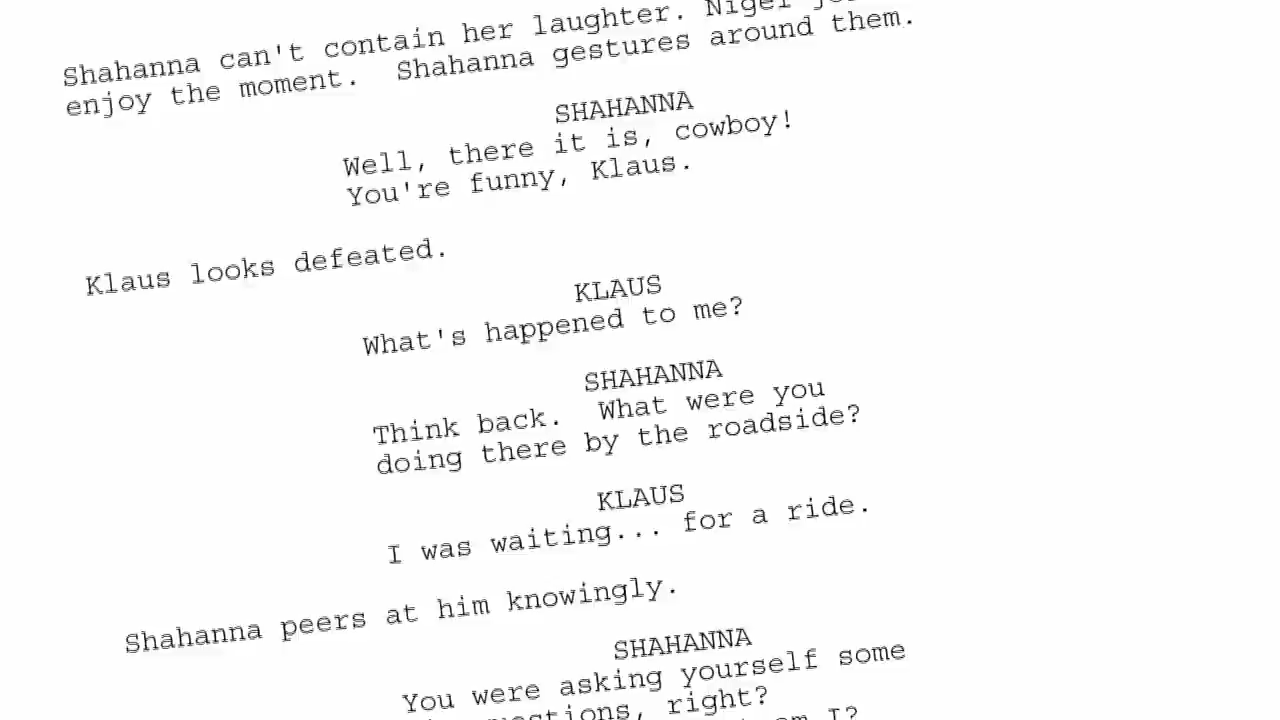 Shahanna can't contain her laughter. Nigel
enjoy the moment.  Shahanna gestures around them.
SHAHANNA
Well, there it is, cowboy!
You're funny, Klaus.
Klaus looks defeated.
KLAUS
What's happened to me?
SHAHANNA
Think back.  What were you
doing there by the roadside?
KLAUS
I was waiting... for a ride.
Shahanna peers at him knowingly.
SHAHANNA
You were asking yourself some
questions, right?
am I?